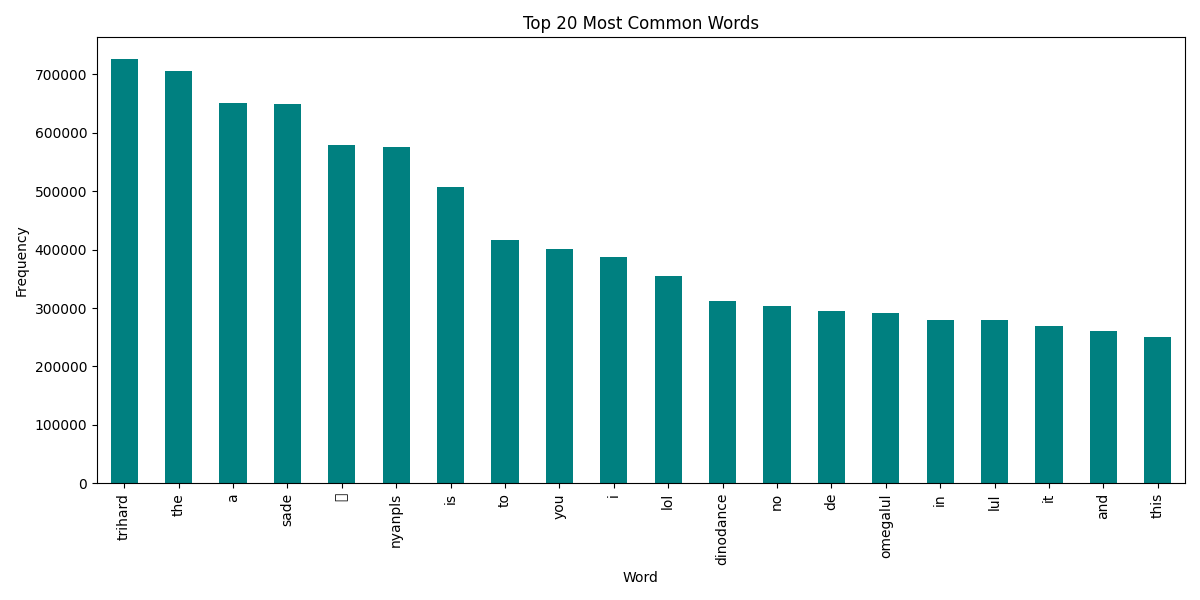 Top 20 Most Common Words
700000
600000
500000
400000
300000
200000
100000
0
Frequency
trihard
the
a
sade
nyanpls
is
to
you
i
lol
dinodance
no
de
omegalul
in
lul
it
and
this
Word